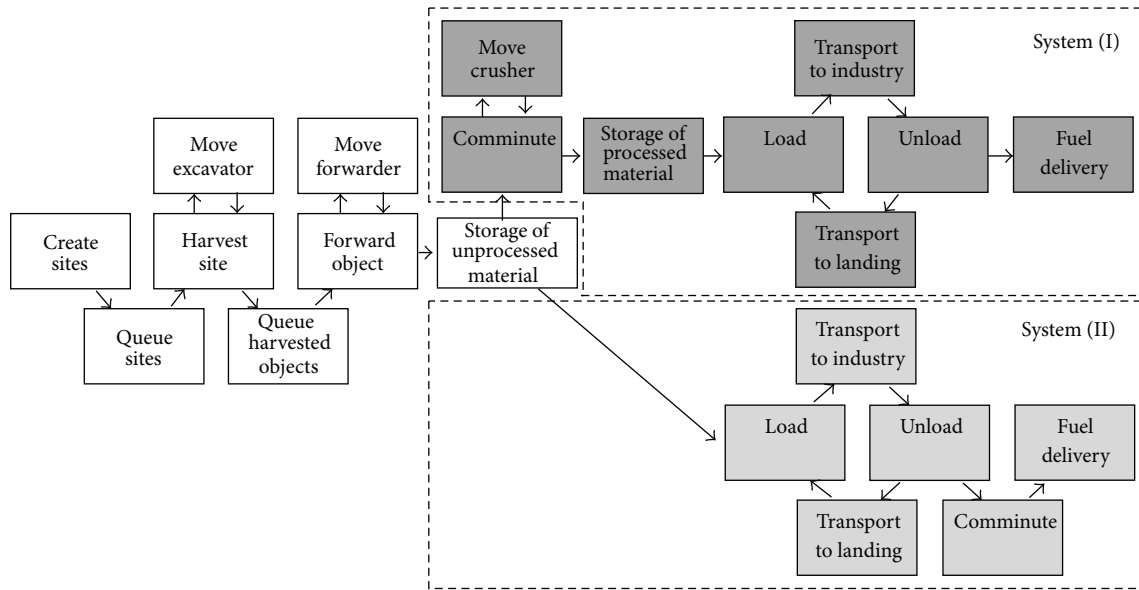 System (I)
Move
crusher
Transport
to industry
Comminute
Storage of
processed
material
Load
Unload
Fuel
delivery
Move
excavator
Move
forwarder
Create
sites
Harvest
site
Forward
object
Storage of
unprocessed
material
Transport
to landing
Queue
sites
Queue
harvested
objects
System (II)
Transport
to industry
Load
Unload
Fuel
delivery
Transport
to landing
Comminute